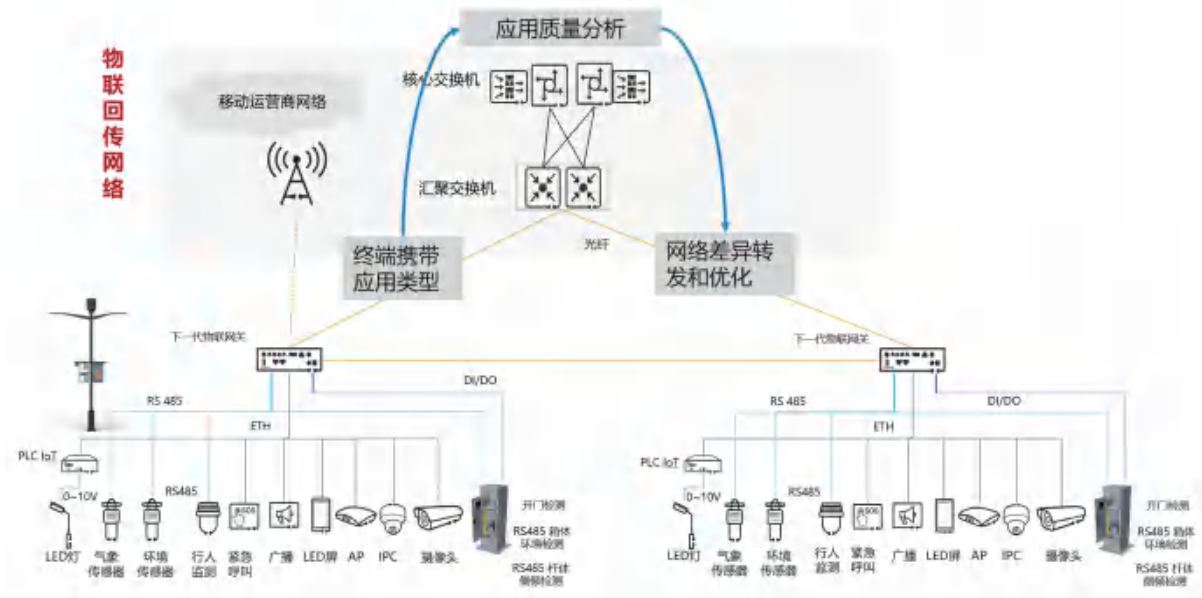 应用质量分析
物联回传网络
核心交换机
移动运营商网络
汇聚交换机
光纤
终端携带
应用类型
网络差异转
发和优化
下一代物联网关
下一代物联网关
DI/DO
RS 485
ETH
PLC IoT
0~10V
RS485
SOS
LED灯
气象
传感器
环境
传感器
行人
监测
紧急
呼叫
广播
LED屏
AP
IPC
摄像头
开门检测
RS485 箱体
环境检测
RS485 杆体
倾倾检测
RS 485
DI/DO
ETH
PLC IoT
0~10V
RS485
SOS
LED灯
气象
传感器
环境
传感器
行人
监测
紧急
呼叫
广播
LED屏
AP
IPC
摄像头
开门检测
RS485 箱体
环境检测
RS485 杆体